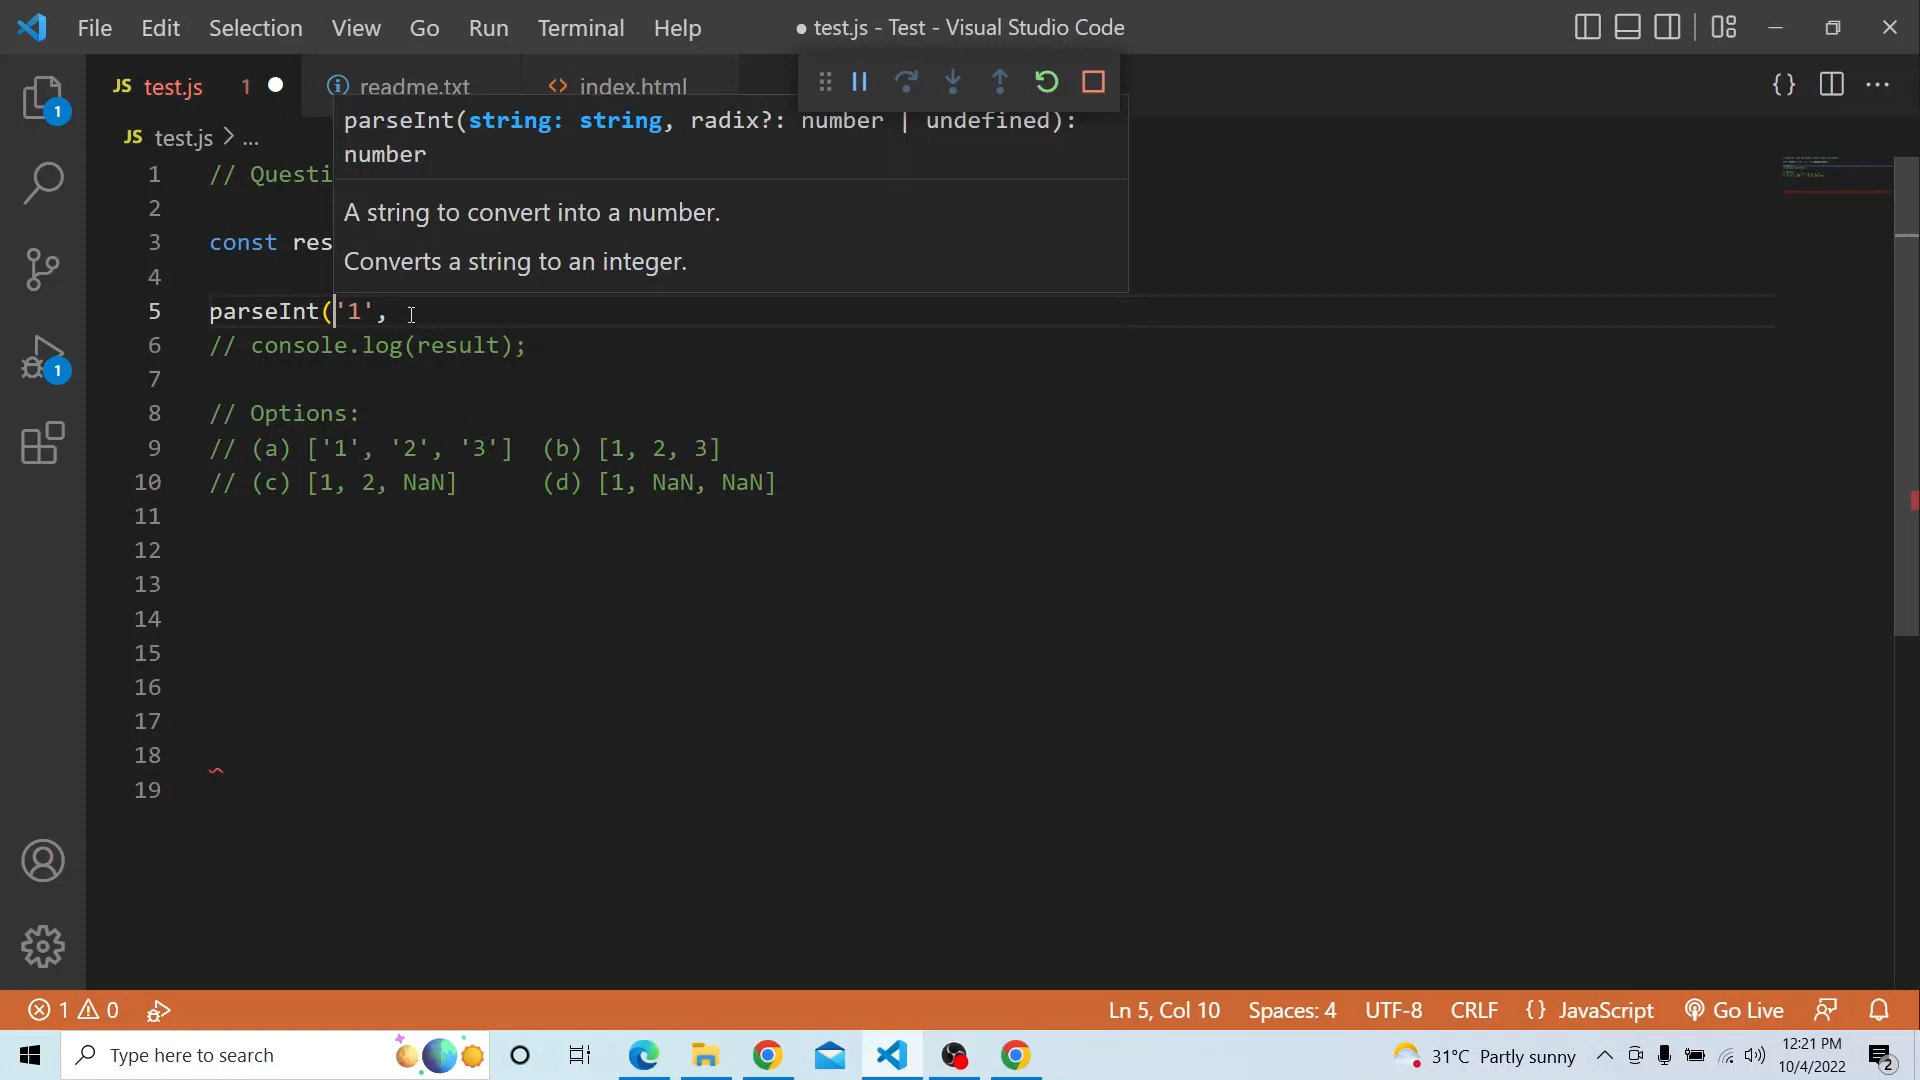 File Edit Selection View Go Run Terminal Help ● test.js - Test - Visual Studio Code
JS test.js 1 readme.txt <> index.html
JS test.js > ...
parseInt(string: string, radix?: number | undefined):
number
A string to convert into a number.
Converts a string to an integer.
1 // Questi
2
3 const res
4
5 parseInt('1',
6 // console.log(result);
7
8 // Options:
9 // (a) ['1', '2', '3'] (b) [1, 2, 3]
10 // (c) [1, 2, NaN] (d) [1, NaN, NaN]
11
12
13
14
15
16
17
18
19
1
1
1 0 Ln 5, Col 10 Spaces: 4 UTF-8 CRLF {} JavaScript Go Live
Type here to search 31°C Partly sunny 12:21 PM
10/4/2022 2